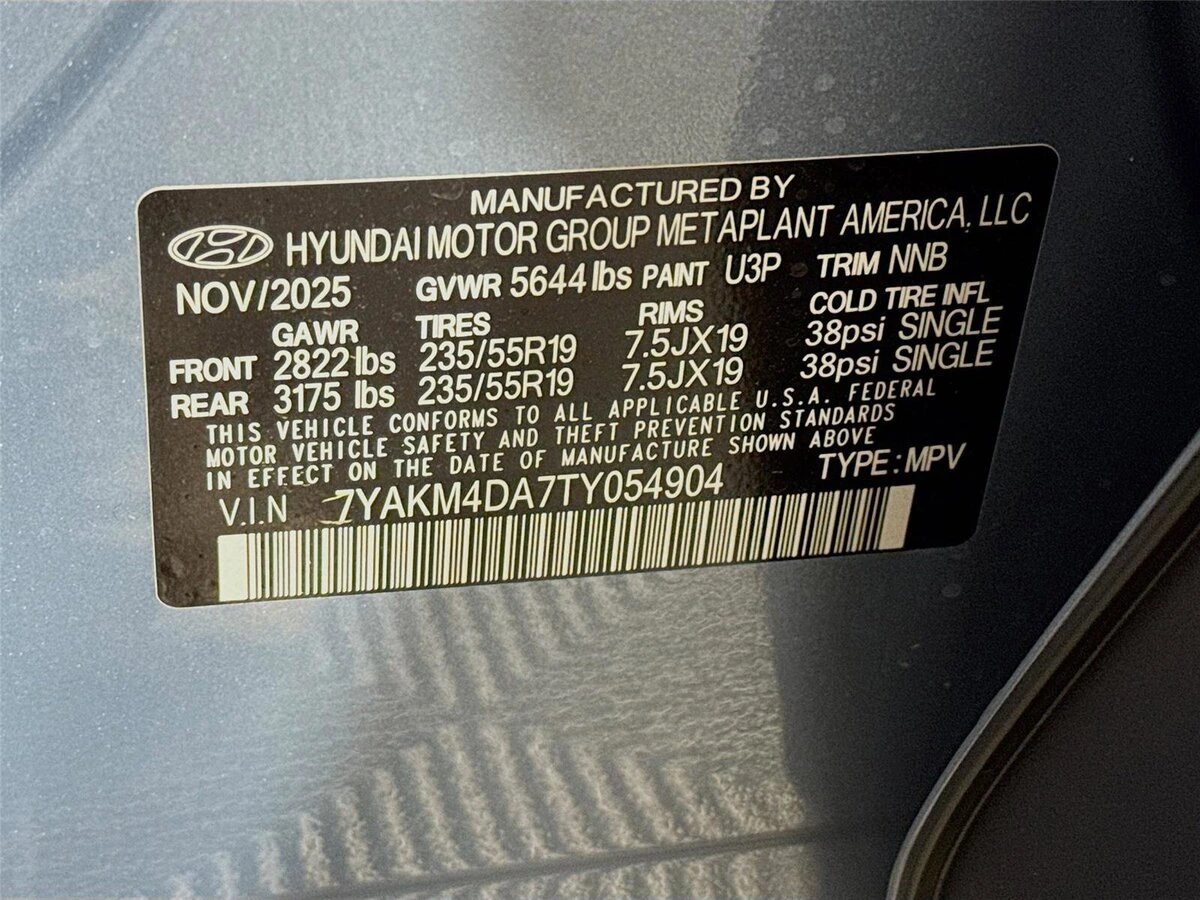 MANUFACTURED BY
HYUNDAI MOTOR GROUP METAPLANT AMERICA, LLC
NOV/2025 GVWR 5644 lbs PAINT U3P TRIM NNB
GAWR TIRES RIMS COLD TIRE INFL
FRONT 2822 lbs 235/55R19 7.5JX19 38psi SINGLE
REAR 3175 lbs 235/55R19 7.5JX19 38psi SINGLE
THIS VEHICLE CONFORMS TO ALL APPLICABLE U.S.A. FEDERAL
MOTOR VEHICLE SAFETY AND THEFT PREVENTION STANDARDS
IN EFFECT ON THE DATE OF MANUFACTURE SHOWN ABOVE
V.I.N 7YAKM4DA7TY054904 TYPE:MPV